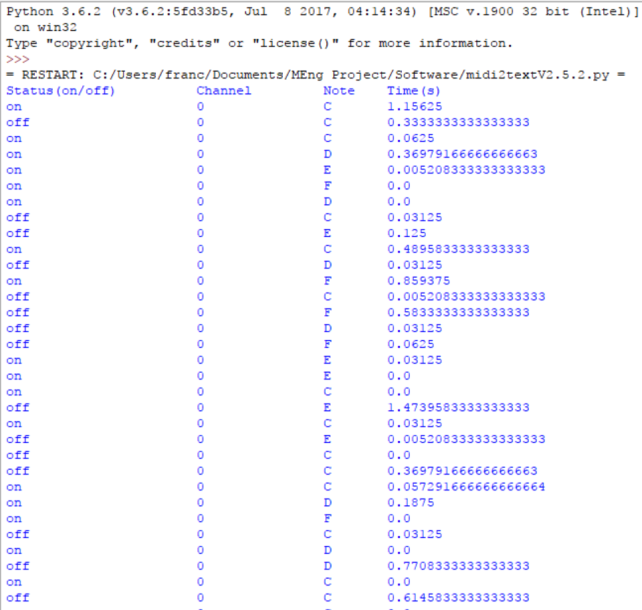 Python 3.6.2 (v3.6.2:5fd33b5, Jul  8 2017, 04:14:34) [MSC v.1900 32 bit (Intel)]
 on win32
Type "copyright", "credits" or "license()" for more information.
>>>
= RESTART: C:/Users/franc/Documents/MEng Project/Software/midi2textV2.5.2.py =
Status(on/off) Channel Note Time(s)
on 0 C 1.15625
off 0 C 0.3333333333333333
on 0 C 0.0625
on 0 D 0.36979166666666663
on 0 E 0.005208333333333333
on 0 F 0.0
on 0 D 0.0
off 0 C 0.03125
off 0 E 0.125
on 0 C 0.4895833333333333
off 0 D 0.03125
on 0 F 0.859375
off 0 C 0.005208333333333333
off 0 F 0.5833333333333333
off 0 D 0.03125
off 0 F 0.0625
on 0 E 0.03125
on 0 E 0.0
on 0 C 0.0
off 0 E 1.4739583333333333
on 0 C 0.03125
off 0 E 0.005208333333333333
off 0 C 0.0
off 0 C 0.36979166666666663
on 0 C 0.057291666666666664
on 0 D 0.1875
on 0 F 0.0
off 0 C 0.03125
on 0 D 0.0
off 0 D 0.7708333333333333
on 0 C 0.0
off 0 C 0.6145833333333333